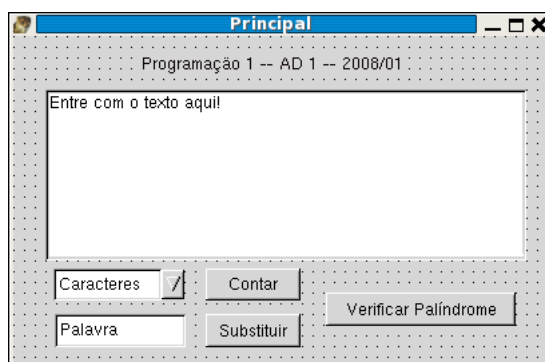 Principal
Programação 1 -- AD 1 -- 2008/01
Entre com o texto aqui!
Caracteres
Contar
Verificar Palíndrome
Palavra
Substituir